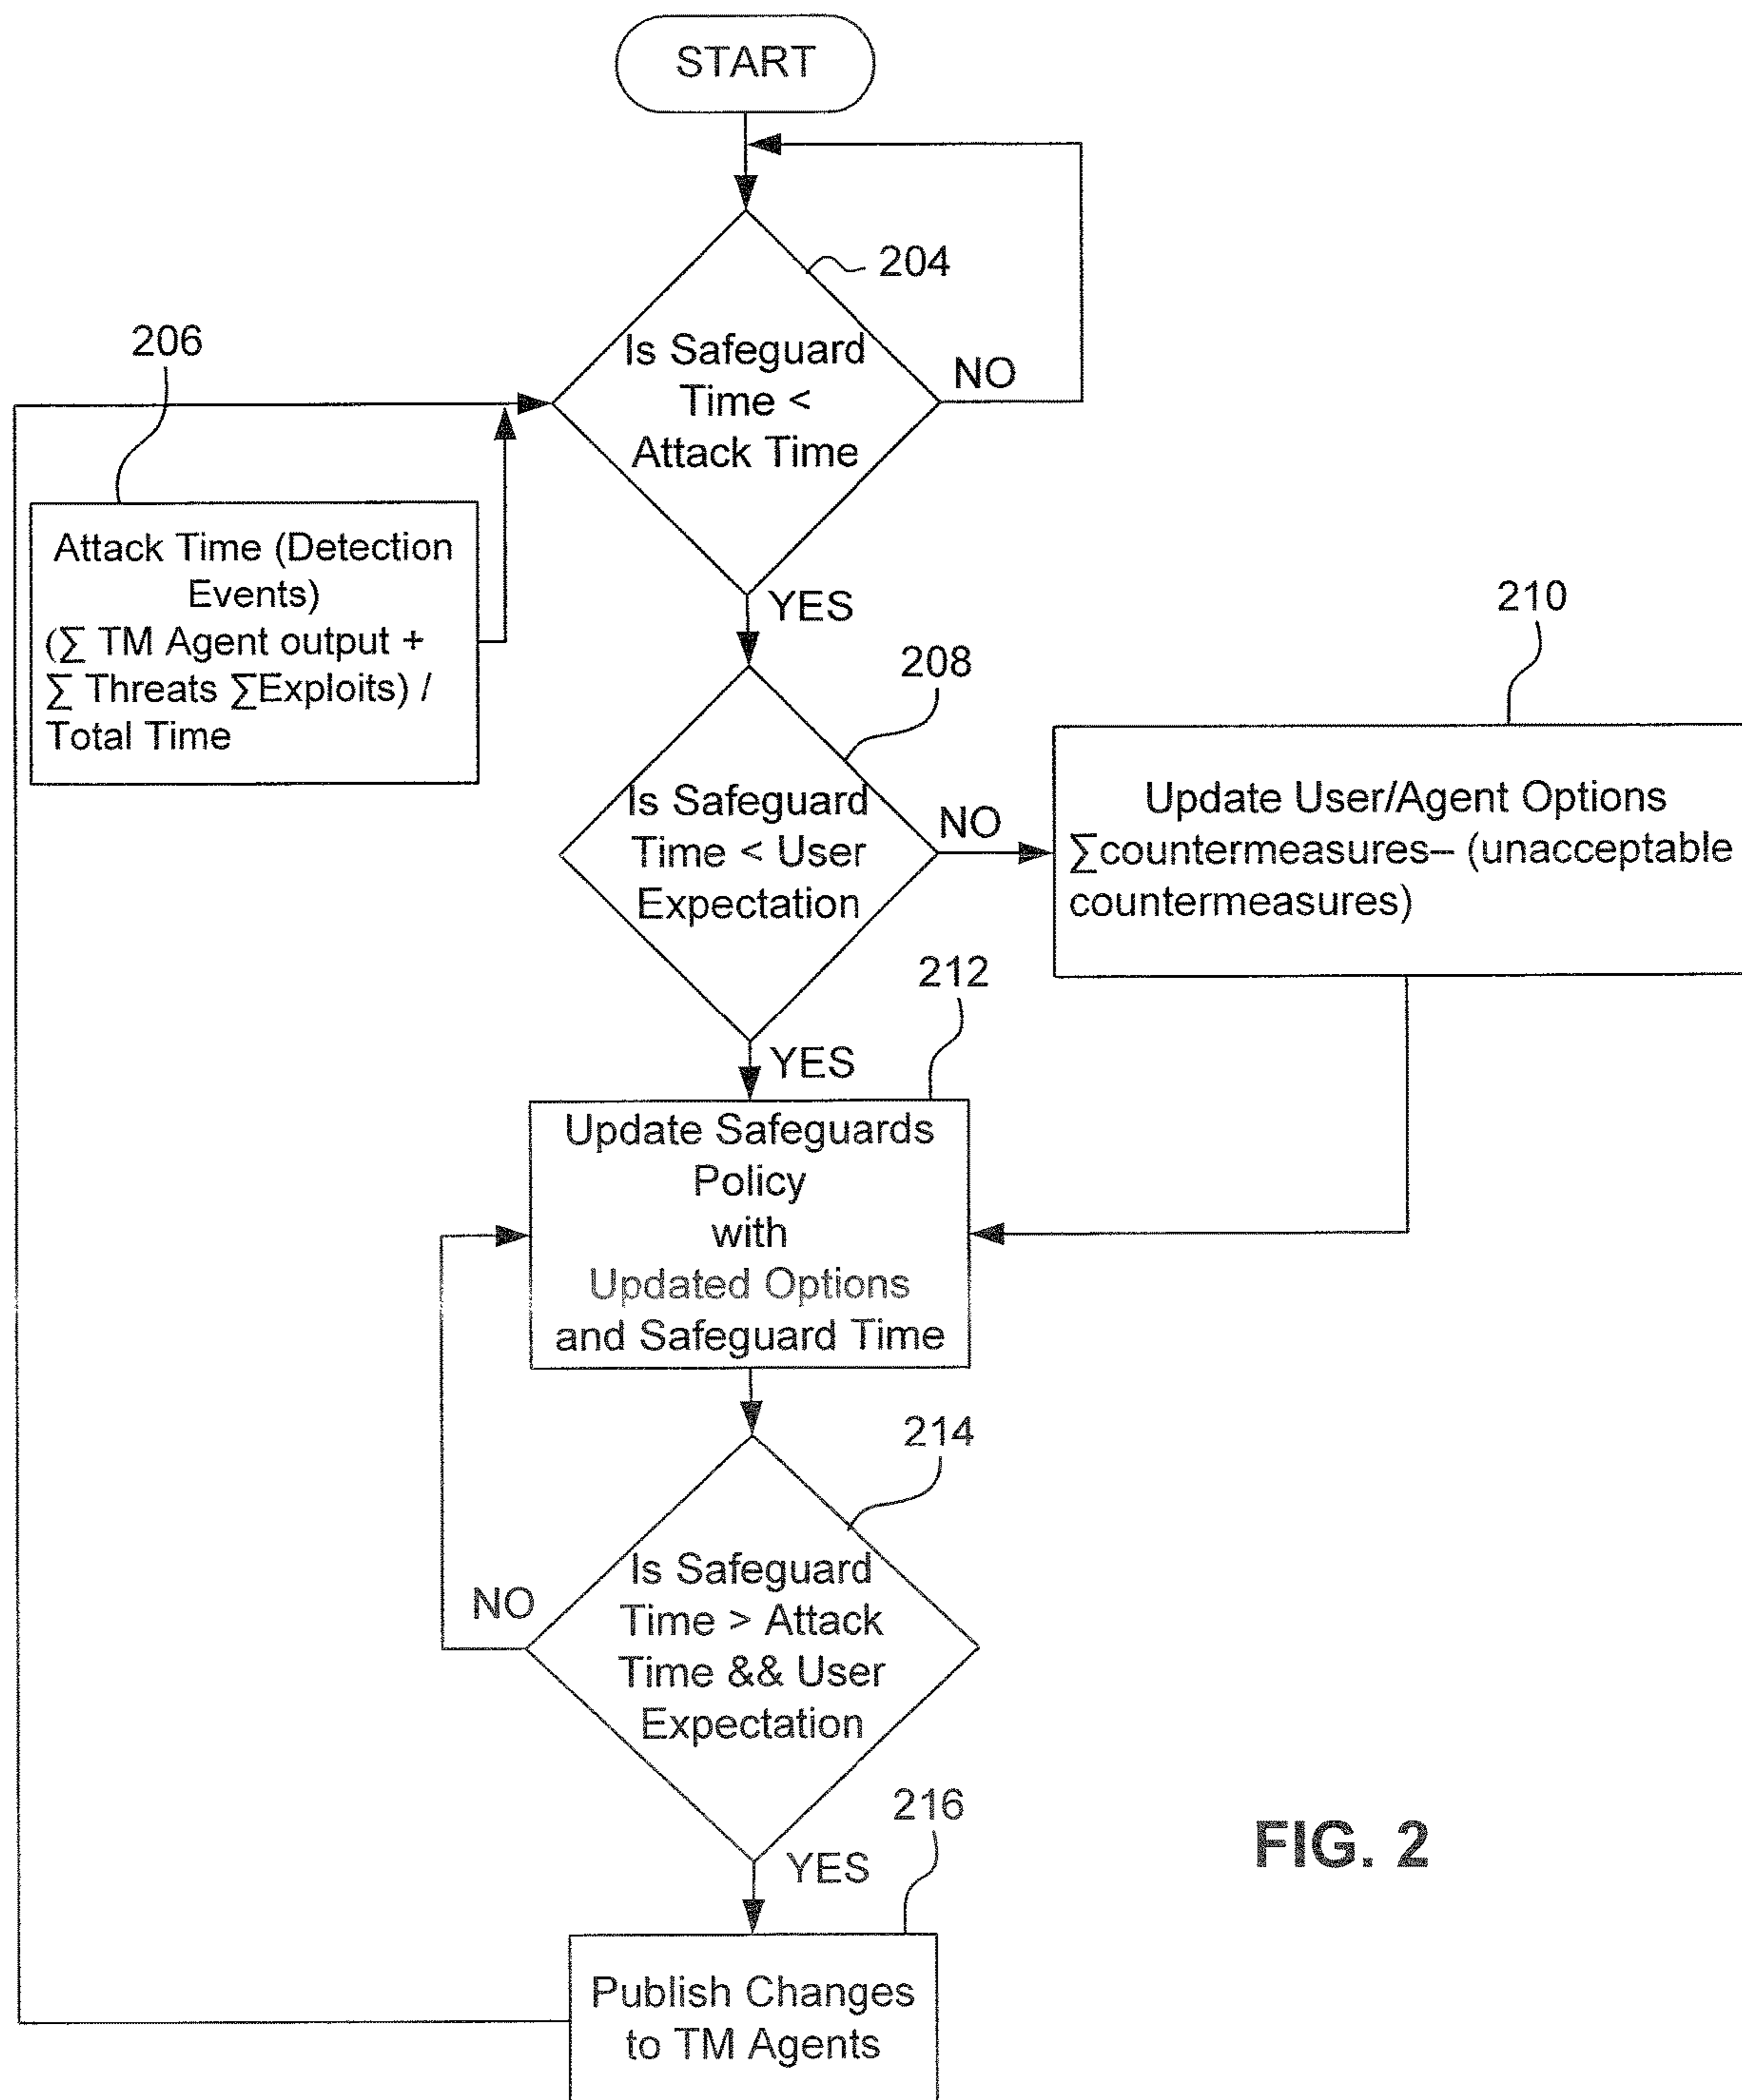 START
204
Is Safeguard
Time <
Attack Time
NO
206
Attack Time (Detection
Events)
(∑ TM Agent output +
∑ Threats ∑Exploits) /
Total Time
YES
208
Is Safeguard
Time < User
Expectation
NO
210
Update User/Agent Options
∑countermeasures– (unacceptable
countermeasures)
YES
212
Update Safeguards
Policy
with
Updated Options
and Safeguard Time
214
Is Safeguard
Time > Attack
Time && User
Expectation
NO
YES
216
Publish Changes
to TM Agents
FIG. 2